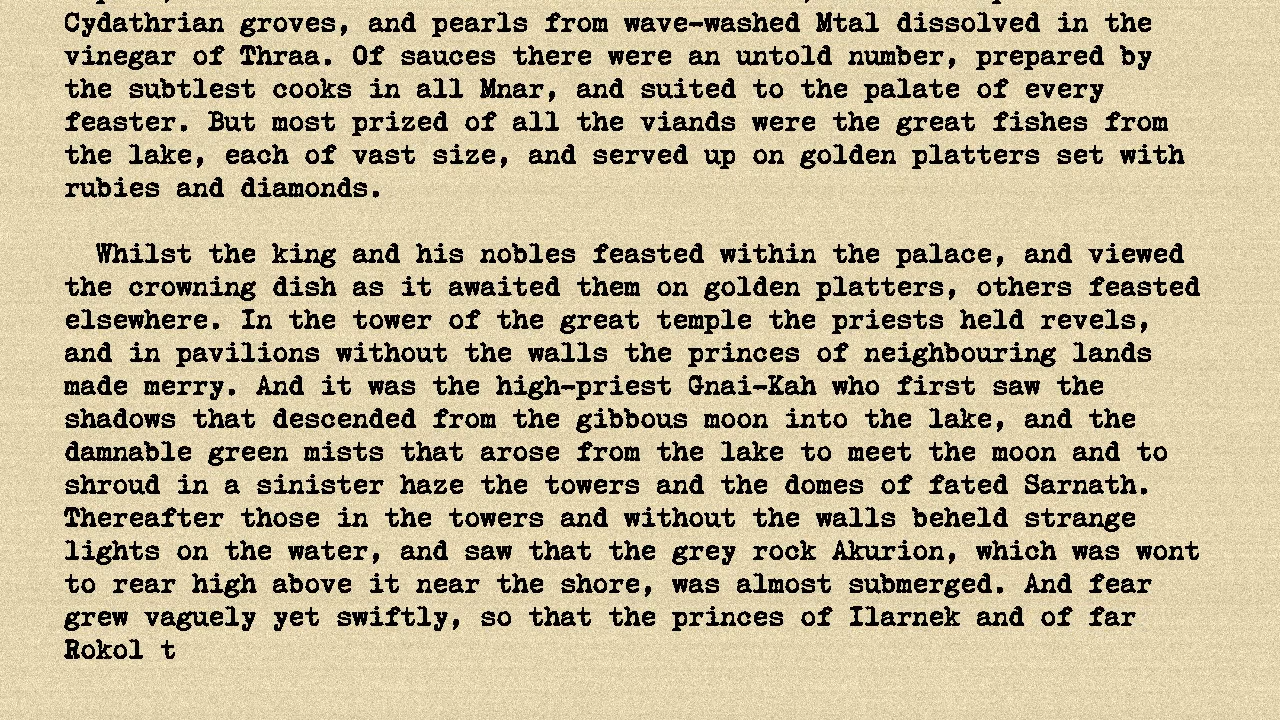 Cydathrian groves, and pearls from wave-washed Mtal dissolved in the
vinegar of Thraa. Of sauces there were an untold number, prepared by
the subtlest cooks in all Mnar, and suited to the palate of every
feaster. But most prized of all the viands were the great fishes from
the lake, each of vast size, and served up on golden platters set with
rubies and diamonds.

Whilst the king and his nobles feasted within the palace, and viewed
the crowning dish as it awaited them on golden platters, others feasted
elsewhere. In the tower of the great temple the priests held revels,
and in pavilions without the walls the princes of neighbouring lands
made merry. And it was the high-priest Gnai-Kah who first saw the
shadows that descended from the gibbous moon into the lake, and the
damnable green mists that arose from the lake to meet the moon and to
shroud in a sinister haze the towers and the domes of fated Sarnath.
Thereafter those in the towers and without the walls beheld strange
lights on the water, and saw that the grey rock Akurion, which was wont
to rear high above it near the shore, was almost submerged. And fear
grew vaguely yet swiftly, so that the princes of Ilarnek and of far
Rokol t